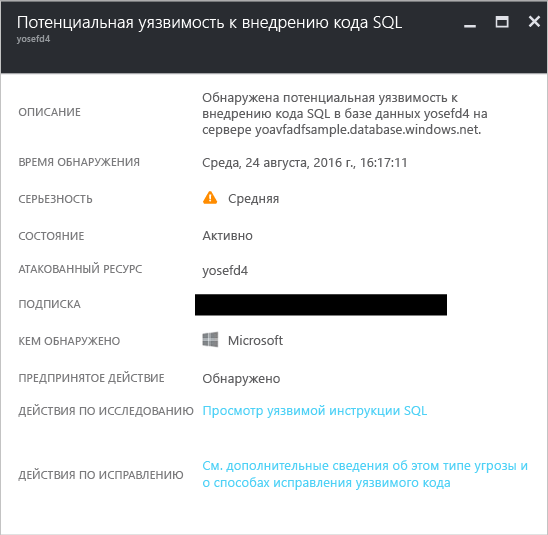 Потенциальная уязвимость к внедрению кода SQL
yosefd4
ОПИСАНИЕ
Обнаружена потенциальная уязвимость к
внедрению кода SQL в базе данных yosefd4 на
сервере yoavfadfsample.database.windows.net.
ВРЕМЯ ОБНАРУЖЕНИЯ
Среда, 24 августа, 2016 г., 16:17:11
СЕРЬЕЗНОСТЬ
Средняя
СОСТОЯНИЕ
Активно
АТАКОВАННЫЙ РЕСУРС
yosefd4
ПОДПИСКА
КЕМ ОБНАРУЖЕНО
Microsoft
ПРЕДПРИНЯТОЕ ДЕЙСТВИЕ
Обнаружено
ДЕЙСТВИЯ ПО ИССЛЕДОВАНИЮ
Просмотр уязвимой инструкции SQL
ДЕЙСТВИЯ ПО ИСПРАВЛЕНИЮ
См. дополнительные сведения об этом типе угрозы и
о способах исправления уязвимого кода